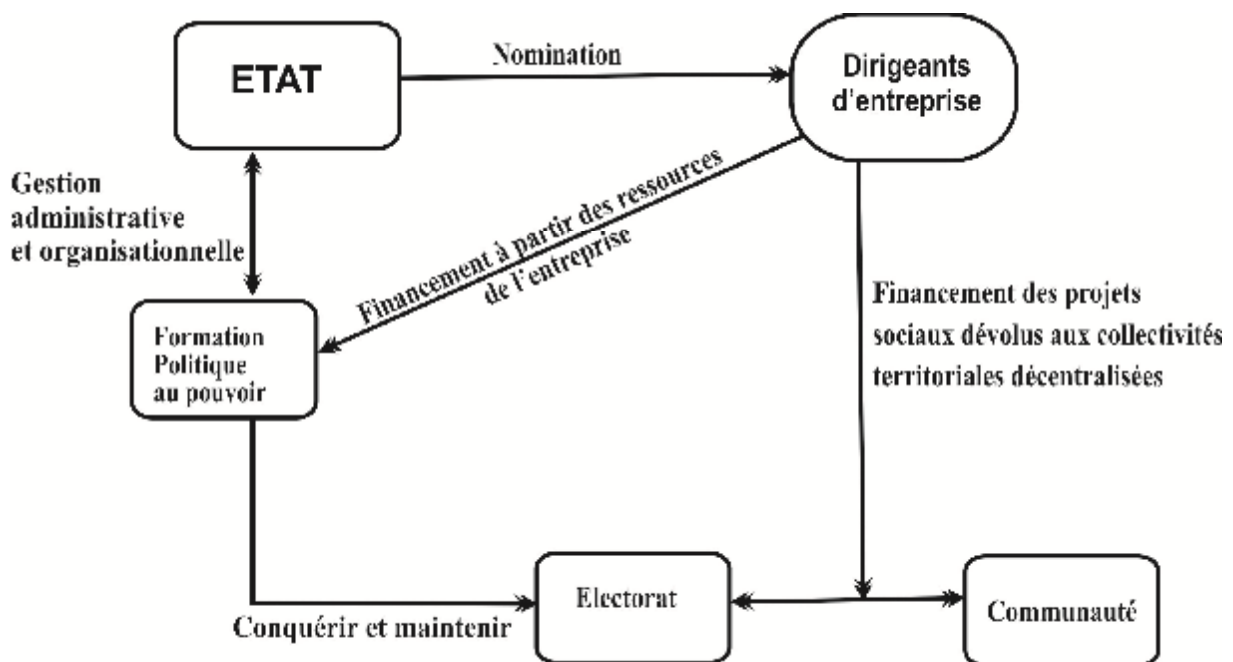 ETAT
Nomination
Dirigeants
d'entreprise
Gestion
administrative
et organisationnelle
Financement à partir des ressources
de l'entreprise
Formation
Politique
au pouvoir
Financement des projets
sociaux dévolus aux collectivités
territoriales décentralisées
Conquérir et maintenir
Electorat
Communauté